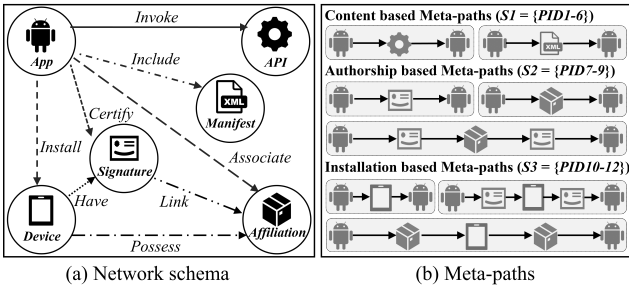 Invoke
App
API
Include
XML
Manifest
Certify
Install
Signature
Associate
Have
Link
Device
Possess
Affiliation
(a) Network schema
Content based Meta-paths (S1 = {PID1-6})
XML
Authorship based Meta-paths (S2 = {PID7-9})
Installation based Meta-paths (S3 = {PID10-12})
(b) Meta-paths